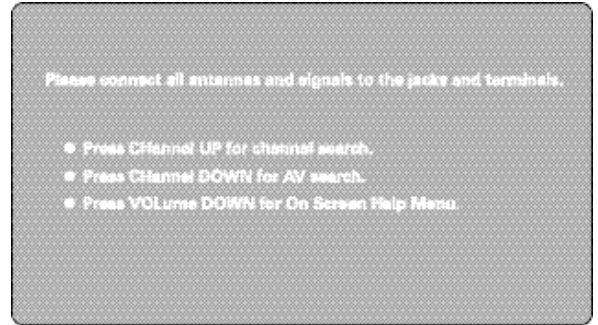 Please connect all antennas and signals to the jacks and terminals.
● Press CHannel UP for channel search.
● Press CHannel DOWN for AV search.
● Press VOLume DOWN for On Screen Help Menu.